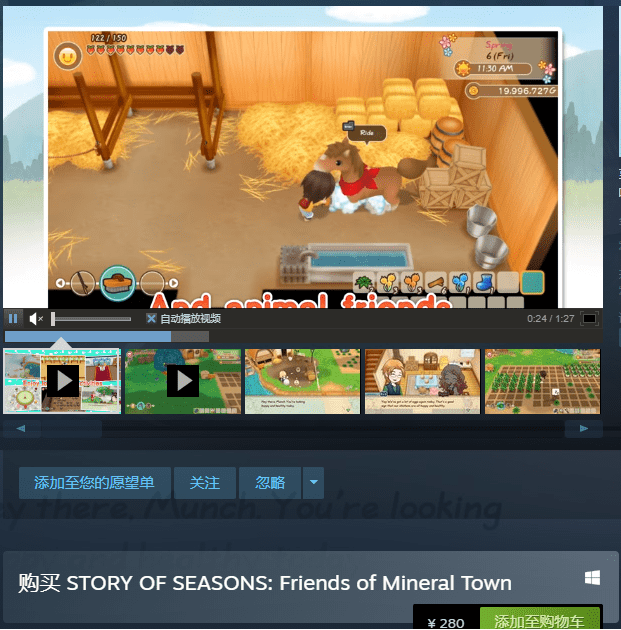 122 / 150
Spring
6 (Fri)
11:30 AM
19,996,727G
Ride
And animal friends
自动播放视频
0:24 / 1:27
添加至您的愿望单
关注
忽略
ey there, Munch. You're looking
购买 STORY OF SEASONS: Friends of Mineral Town
¥ 280
添加至购物车